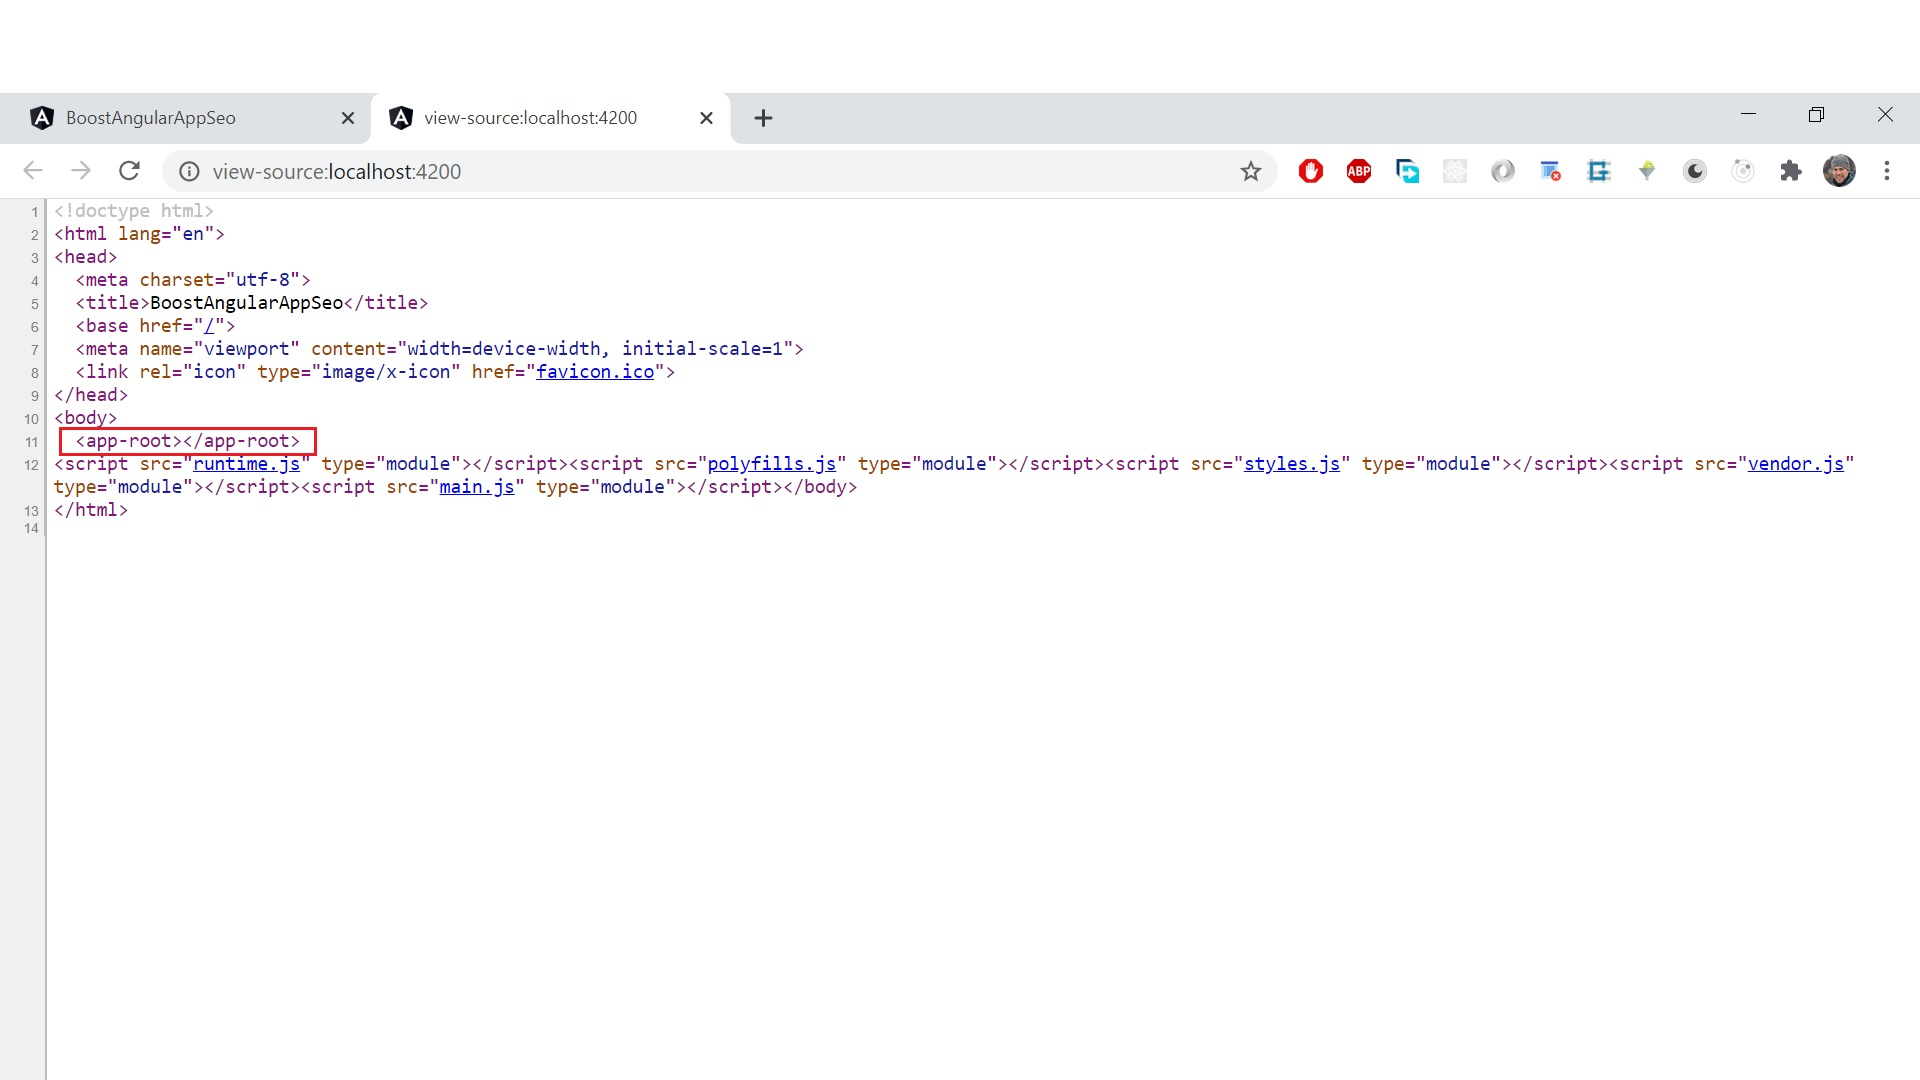 BoostAngularAppSeo
view-source:localhost:4200
view-source:localhost:4200
ABP
1 <!doctype html>
2 <html lang="en">
3 <head>
4 <meta charset="utf-8">
5 <title>BoostAngularAppSeo</title>
6 <base href="/">
7 <meta name="viewport" content="width=device-width, initial-scale=1">
8 <link rel="icon" type="image/x-icon" href="favicon.ico">
9 </head>
10 <body>
11 <app-root></app-root>
12 <script src="runtime.js" type="module"></script><script src="polyfills.js" type="module"></script><script src="styles.js" type="module"></script><script src="vendor.js"
type="module"></script><script src="main.js" type="module"></script></body>
13 </html>
14